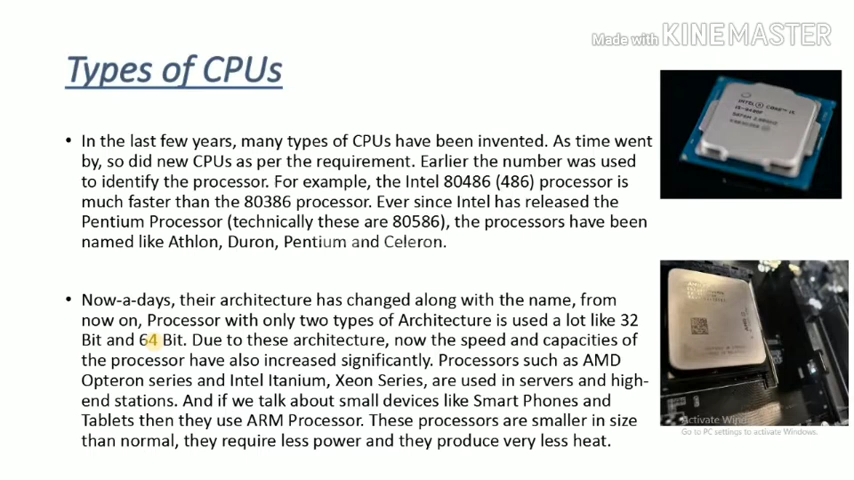 Made with KINEMASTER
Types of CPUs
• In the last few years, many types of CPUs have been invented. As time went
by, so did new CPUs as per the requirement. Earlier the number was used
to identify the processor. For example, the Intel 80486 (486) processor is
much faster than the 80386 processor. Ever since Intel has released the
Pentium Processor (technically these are 80586), the processors have been
named like Athlon, Duron, Pentium and Celeron.
• Now-a-days, their architecture has changed along with the name, from
now on, Processor with only two types of Architecture is used a lot like 32
Bit and 64 Bit. Due to these architecture, now the speed and capacities of
the processor have also increased significantly. Processors such as AMD
Opteron series and Intel Itanium, Xeon Series, are used in servers and high-
end stations. And if we talk about small devices like Smart Phones and
Tablets then they use ARM Processor. These processors are smaller in size
than normal, they require less power and they produce very less heat.
INTEL CORE
Activate Win
Go to PC settings to activate Windows.